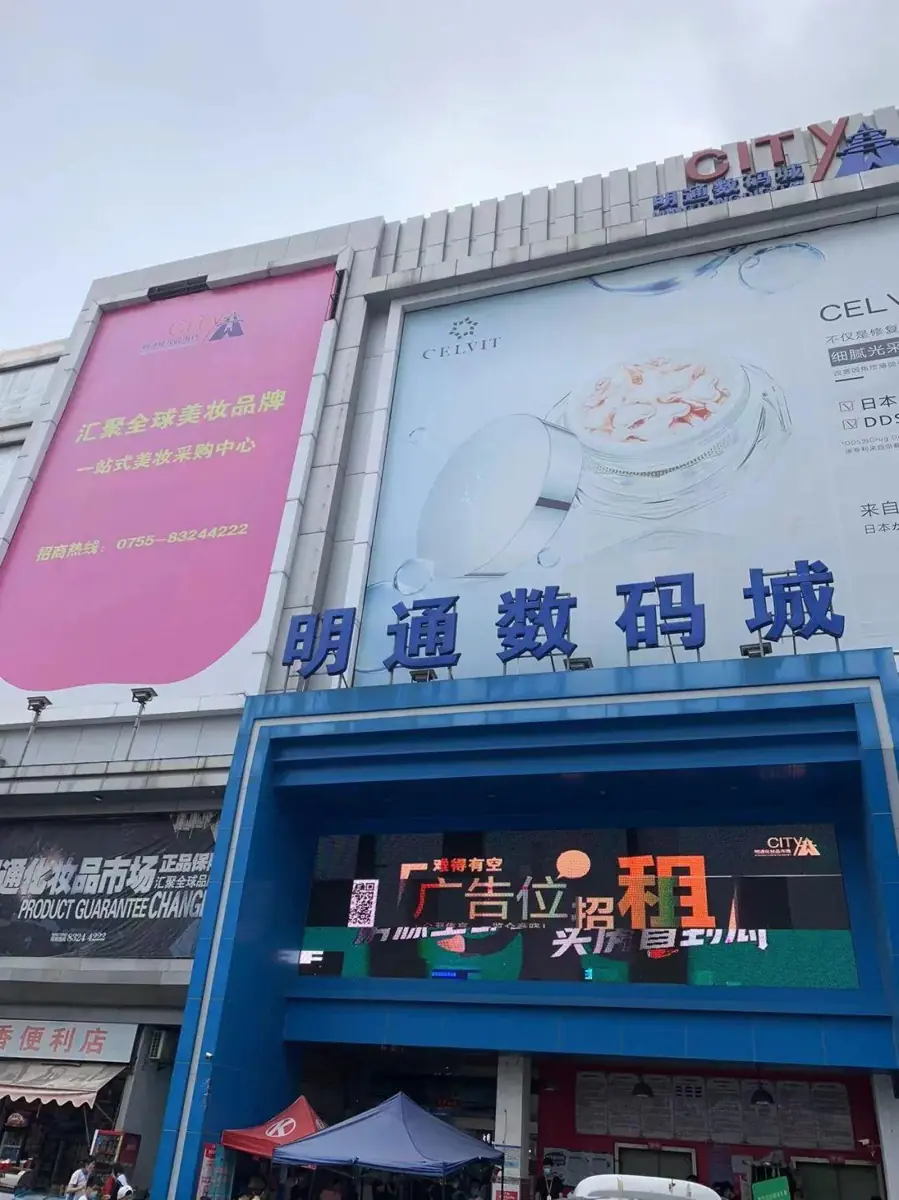 CITY
明通数码城
CITY
汇聚全球美妆品牌
一站式美妆采购中心
招商热线：0755-83244222
CELVIT
CELV
不仅是修复
细腻光采
日本
DDS
来自
日本
明通数码城
CITY
难得有空
广告位招租
通化妆品市场
正品保
汇聚全球品
PRODUCT GUARANTEE CHANG
8324 4222
香便利店
K